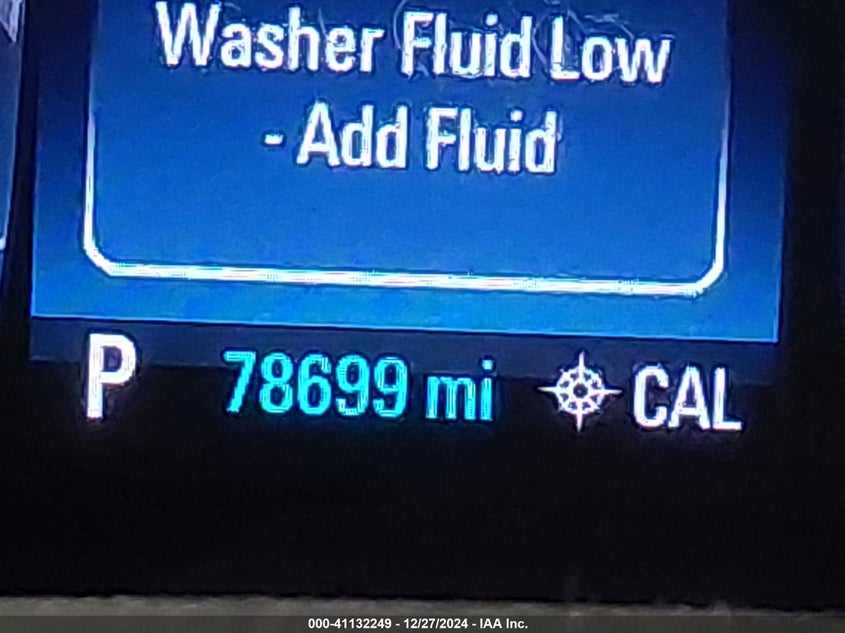 Washer Fluid Low
- Add Fluid
P 78699 mi CAL
000-41132249 - 12/27/2024 - IAA Inc.